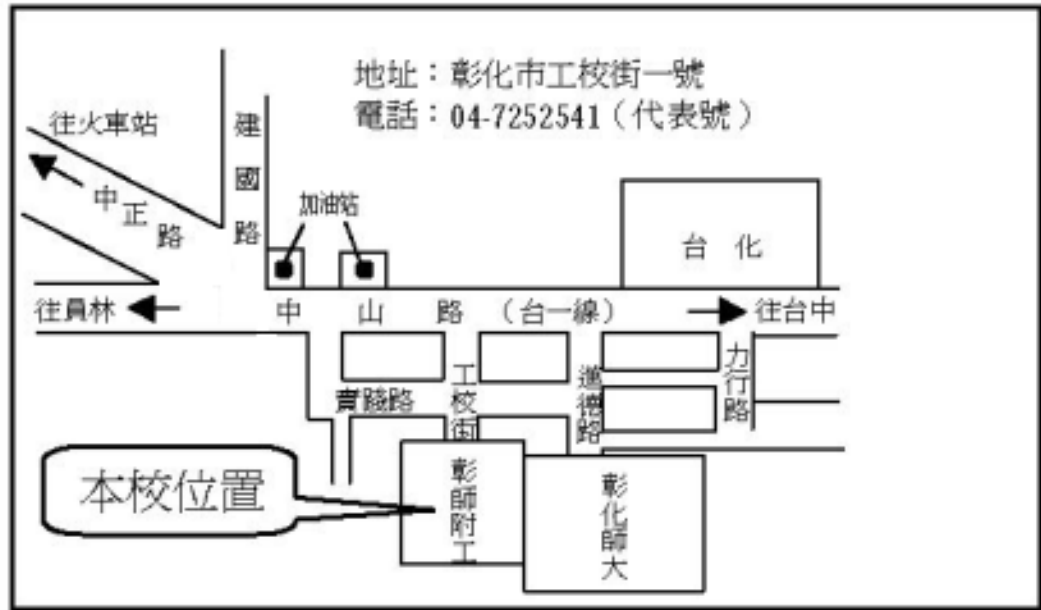 地址：彰化市工校街一號
電話：04-7252541（代表號）
往火車站
建國路
中正路
加油站
台化
往員林
中山路（台一線）
往台中
工校街
進德路
力行路
實踐路
本校位置
彰師附工
彰化師大